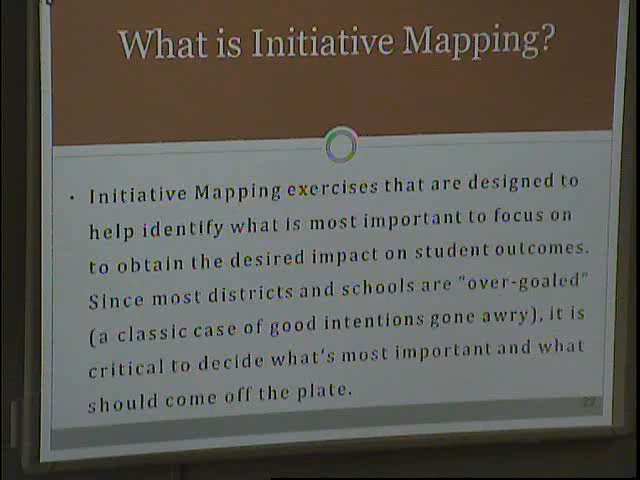 What is Initiative Mapping?
• Initiative Mapping exercises that are designed to
help identify what is most important to focus on
to obtain the desired impact on student outcomes.
Since most districts and schools are "over-goaled"
(a classic case of good intentions gone awry), it is
critical to decide what's most important and what
should come off the plate.
22